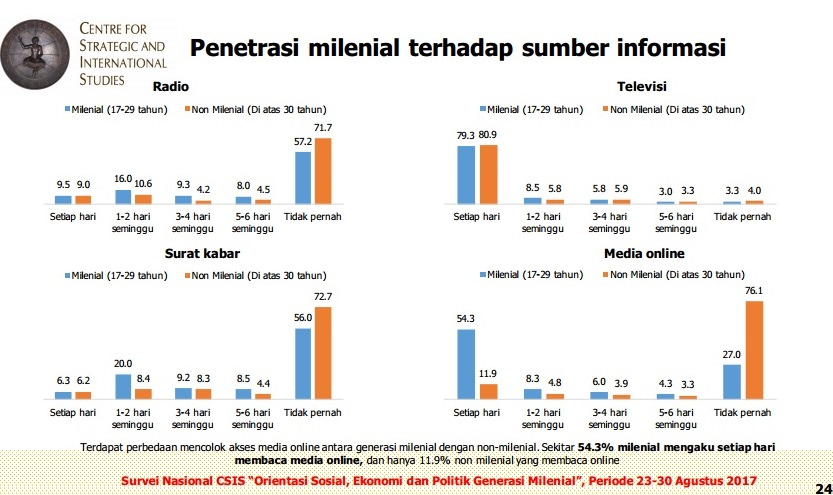 CENTRE FOR
STRATEGIC AND
INTERNATIONAL
STUDIES
Penetrasi milenial terhadap sumber informasi
Radio
Milenial (17-29 tahun) Non Milenial (Di atas 30 tahun)
9.5 9.0 16.0 10.6 9.3 4.2 8.0 4.5 57.2 71.7
Setiap hari 1-2 hari 3-4 hari 5-6 hari Tidak pernah
seminggu seminggu seminggu
Televisi
Milenial (17-29 tahun) Non Milenial (Di atas 30 tahun)
79.3 80.9 8.5 5.8 5.8 5.9 3.0 3.3 3.3 4.0
Setiap hari 1-2 hari 3-4 hari 5-6 hari Tidak pernah
seminggu seminggu seminggu
Surat kabar
Milenial (17-29 tahun) Non Milenial (Di atas 30 tahun)
6.3 6.2 20.0 8.4 9.2 8.3 8.5 4.4 56.0 72.7
Setiap hari 1-2 hari 3-4 hari 5-6 hari Tidak pernah
seminggu seminggu seminggu
Media online
Milenial (17-29 tahun) Non Milenial (Di atas 30 tahun)
54.3 11.9 8.3 4.8 6.0 3.9 4.3 3.3 27.0 76.1
Setiap hari 1-2 hari 3-4 hari 5-6 hari Tidak pernah
seminggu seminggu seminggu
Terdapat perbedaan mencolok akses media online antara generasi milenial dengan non-milenial. Sekitar 54.3% milenial mengaku setiap hari
membaca media online, dan hanya 11.9% non milenial yang membaca online
Survei Nasional CSIS "Orientasi Sosial, Ekonomi dan Politik Generasi Milenial", Periode 23-30 Agustus 2017
24